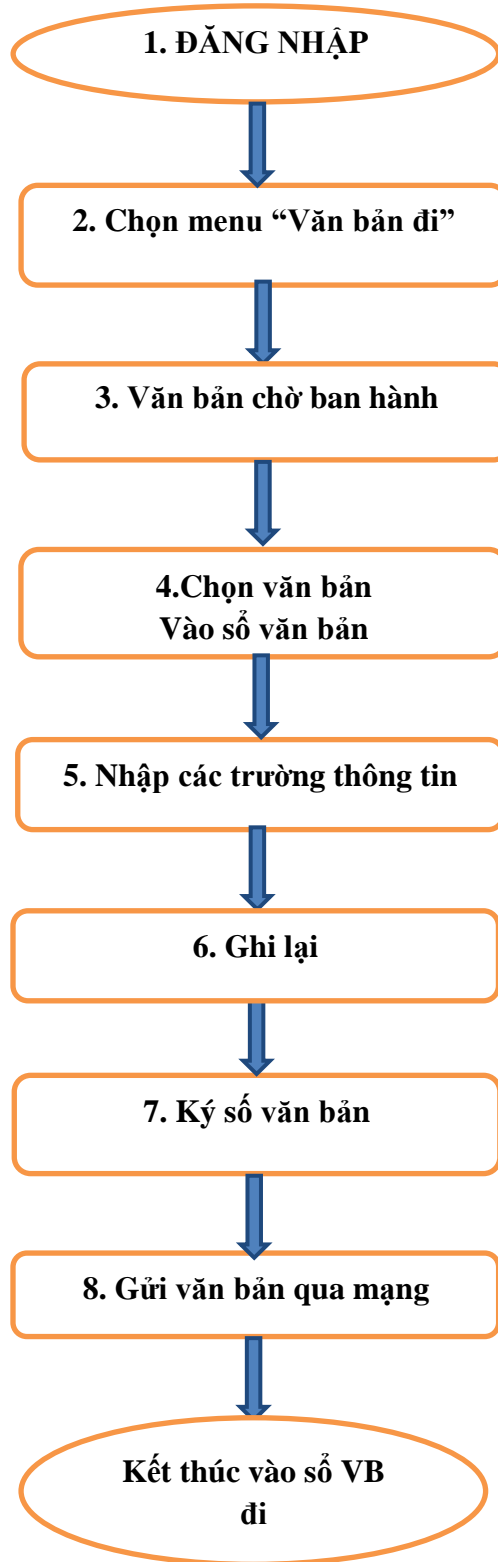 1. ĐĂNG NHẬP
2. Chọn menu “Văn bản đi”
3. Văn bản chờ ban hành
4.Chọn văn bản
Vào sổ văn bản
5. Nhập các trường thông tin
6. Ghi lại
7. Ký số văn bản
8. Gửi văn bản qua mạng
Kết thúc vào sổ VB
đi